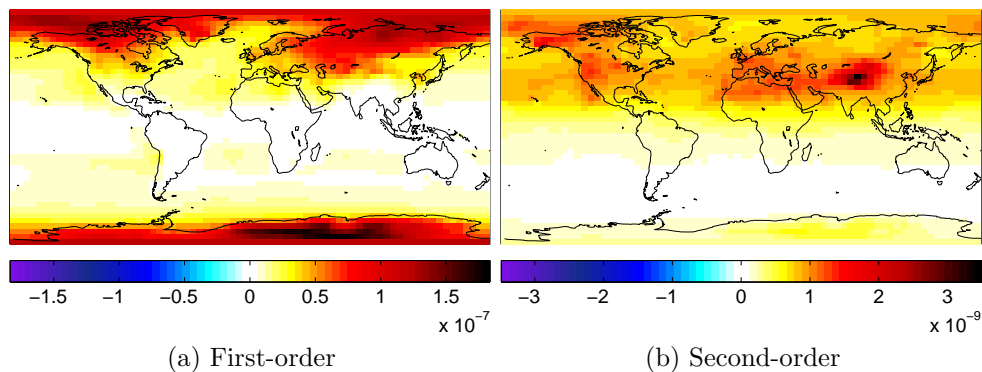 −1.5 −1 −0.5 0 0.5 1 1.5
x 10⁻⁷
(a) First-order
−3 −2 −1 0 1 2 3
x 10⁻⁹
(b) Second-order